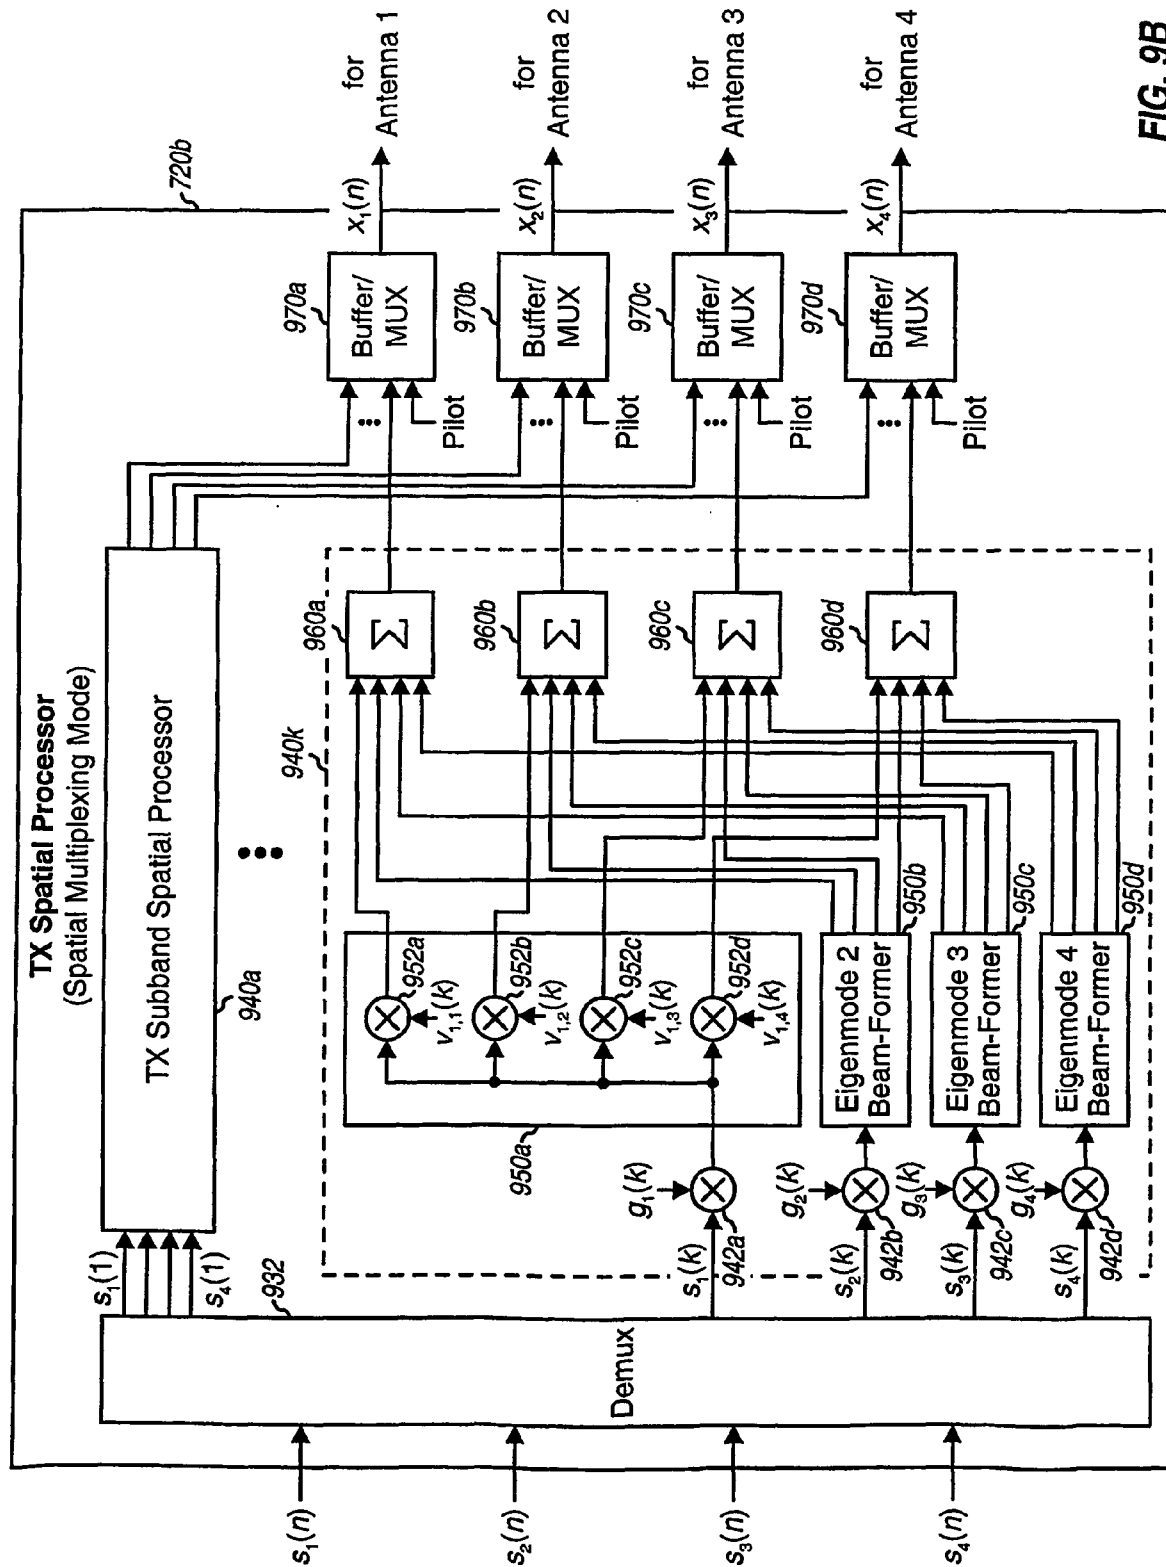 TX Spatial Processor
(Spatial Multiplexing Mode)
720b
s₁(n)
s₂(n)
s₃(n)
s₄(n)
Demux
932
s₁(1)
s₄(1)
TX Subband Spatial Processor
940a
940k
s₁(k)
g₁(k)
942a
s₂(k)
g₂(k)
942b
s₃(k)
g₃(k)
942c
s₄(k)
g₄(k)
942d
950a
952a
v₁,₁(k)
952b
v₁,₂(k)
952c
v₁,₃(k)
952d
v₁,₄(k)
Eigenmode 2
Beam-Former
950b
Eigenmode 3
Beam-Former
950c
Eigenmode 4
Beam-Former
950d
960a
Σ
960b
Σ
960c
Σ
960d
Σ
970a
Buffer/
MUX
Pilot
x₁(n)
for
Antenna 1
970b
Buffer/
MUX
Pilot
x₂(n)
for
Antenna 2
970c
Buffer/
MUX
Pilot
x₃(n)
for
Antenna 3
970d
Buffer/
MUX
Pilot
x₄(n)
for
Antenna 4
FIG. 9B